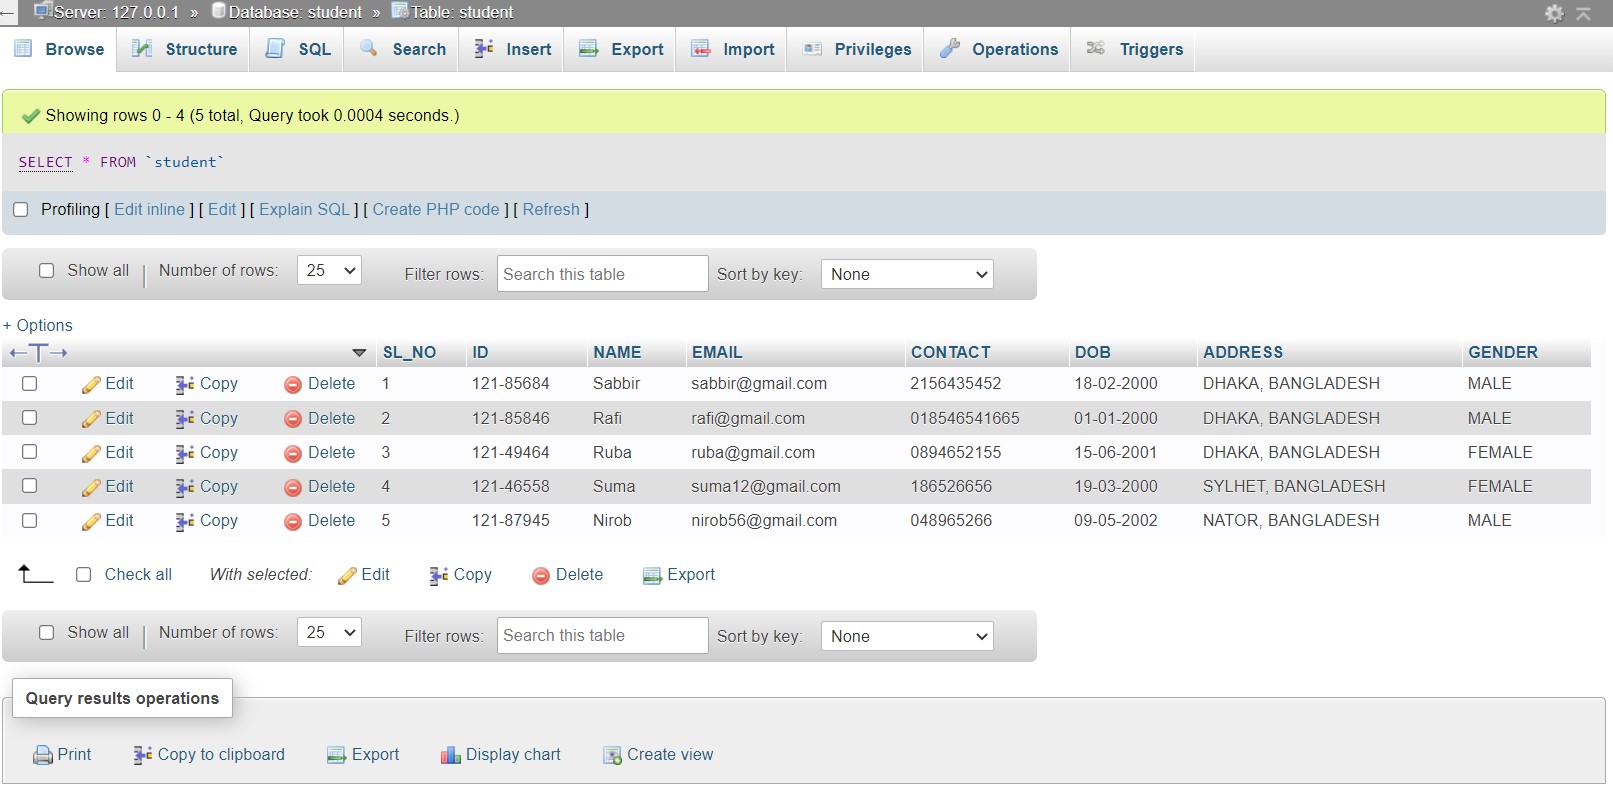 Server: 127.0.0.1 » Database: student » Table: student
Browse Structure SQL Search Insert Export Import Privileges Operations Triggers
Showing rows 0 - 4 (5 total, Query took 0.0004 seconds.)
SELECT * FROM `student`
Profiling [ Edit inline ] [ Edit ] [ Explain SQL ] [ Create PHP code ] [ Refresh ]
Show all | Number of rows: 25 Filter rows: Search this table Sort by key: None
+ Options
←T→ SL_NO ID NAME EMAIL CONTACT DOB ADDRESS GENDER
Edit Copy Delete 1 121-85684 Sabbir sabbir@gmail.com 2156435452 18-02-2000 DHAKA, BANGLADESH MALE
Edit Copy Delete 2 121-85846 Rafi rafi@gmail.com 018546541665 01-01-2000 DHAKA, BANGLADESH MALE
Edit Copy Delete 3 121-49464 Ruba ruba@gmail.com 0894652155 15-06-2001 DHAKA, BANGLADESH FEMALE
Edit Copy Delete 4 121-46558 Suma suma12@gmail.com 186526656 19-03-2000 SYLHET, BANGLADESH FEMALE
Edit Copy Delete 5 121-87945 Nirob nirob56@gmail.com 048965266 09-05-2002 NATOR, BANGLADESH MALE
Check all With selected: Edit Copy Delete Export
Show all | Number of rows: 25 Filter rows: Search this table Sort by key: None
Query results operations
Print Copy to clipboard Export Display chart Create view